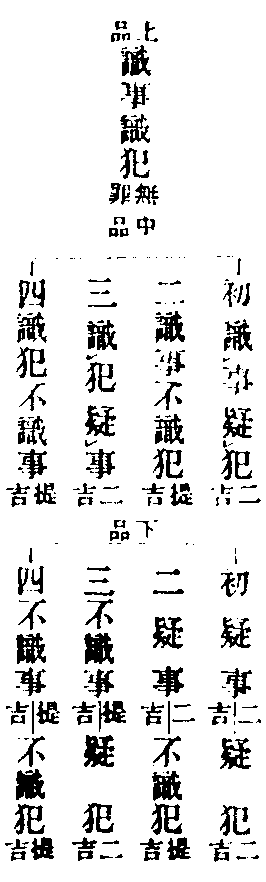 上品
識事識犯
無罪
中品
初識事疑犯二吉
二識事不識犯提吉
三識犯疑事二吉
四識犯不識事提吉
下品
初疑事二吉疑犯二吉
二疑事二吉不識犯提吉
三不識事提吉疑犯二吉
四不識事提吉不識犯提吉